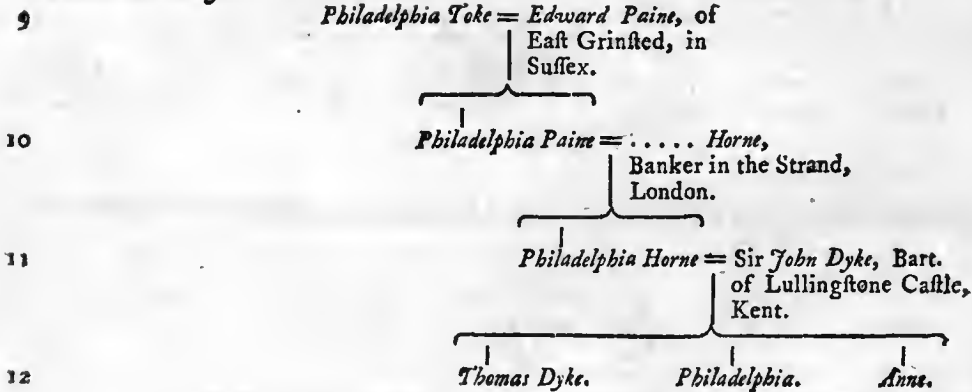 9 Philadelphia Toke = Edward Paine, of
Eaſt Grinſted, in
Suſſex.
10 Philadelphia Paine = ..... Horne,
Banker in the Strand,
London.
11 Philadelphia Horne = Sir John Dyke, Bart.
of Lullingſtone Caſtle,
Kent.
12 Thomas Dyke. Philadelphia. Anne.